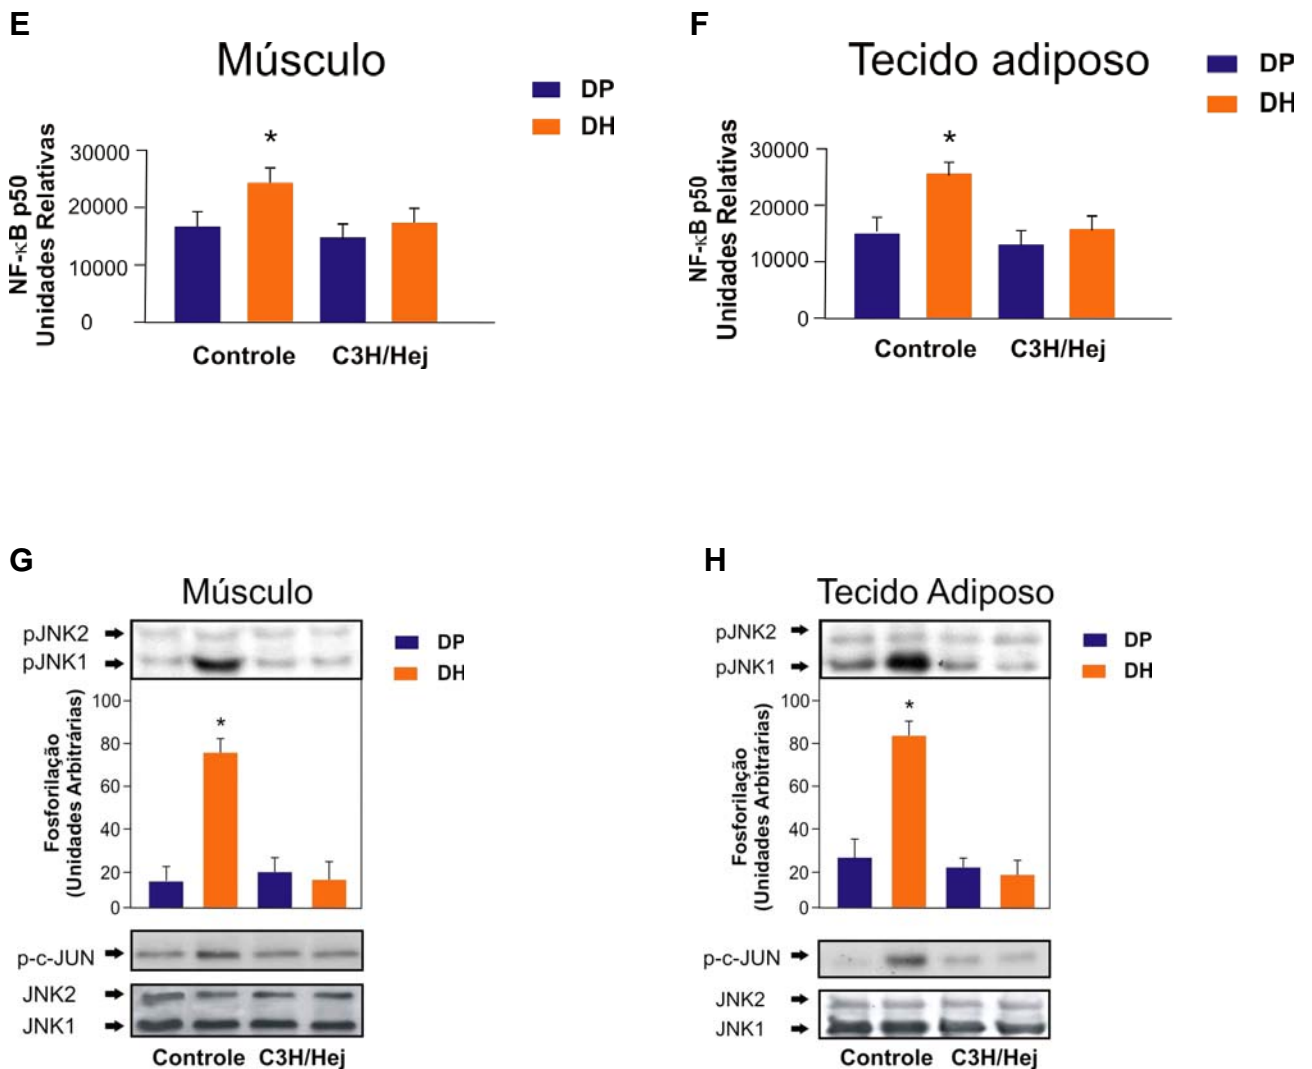 E
Músculo
DP
DH
*
30000
20000
10000
0
NF-κB p50
Unidades Relativas
Controle C3H/Hej
F
Tecido adiposo
DP
DH
*
30000
20000
10000
0
NF-κB p50
Unidades Relativas
Controle C3H/Hej
G
Músculo
pJNK2
pJNK1
DP
DH
*
100
80
60
40
20
0
Fosforilação
(Unidades Arbitrárias)
p-c-JUN
JNK2
JNK1
Controle C3H/Hej
H
Tecido Adiposo
pJNK2
pJNK1
DP
DH
*
100
80
60
40
20
0
Fosforilação
(Unidades Arbitrárias)
p-c-JUN
JNK2
JNK1
Controle C3H/Hej